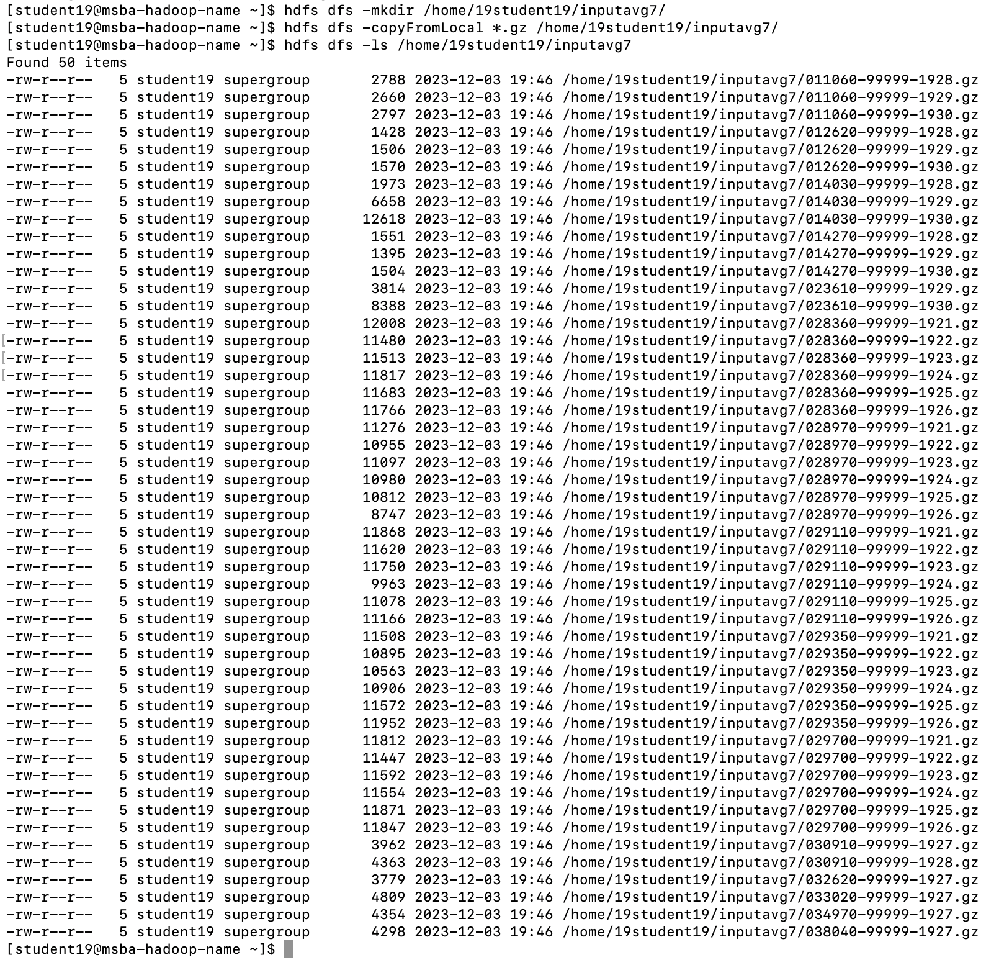 [student19@msba-hadoop-name ~]$ hdfs dfs -mkdir /home/19student19/inputavg7/
[student19@msba-hadoop-name ~]$ hdfs dfs -copyFromLocal *.gz /home/19student19/inputavg7/
[student19@msba-hadoop-name ~]$ hdfs dfs -ls /home/19student19/inputavg7
Found 50 items
-rw-r--r--   5 student19 supergroup       2788 2023-12-03 19:46 /home/19student19/inputavg7/011060-99999-1928.gz
-rw-r--r--   5 student19 supergroup       2660 2023-12-03 19:46 /home/19student19/inputavg7/011060-99999-1929.gz
-rw-r--r--   5 student19 supergroup       2797 2023-12-03 19:46 /home/19student19/inputavg7/011060-99999-1930.gz
-rw-r--r--   5 student19 supergroup       1428 2023-12-03 19:46 /home/19student19/inputavg7/012620-99999-1928.gz
-rw-r--r--   5 student19 supergroup       1506 2023-12-03 19:46 /home/19student19/inputavg7/012620-99999-1929.gz
-rw-r--r--   5 student19 supergroup       1570 2023-12-03 19:46 /home/19student19/inputavg7/012620-99999-1930.gz
-rw-r--r--   5 student19 supergroup       1973 2023-12-03 19:46 /home/19student19/inputavg7/014030-99999-1928.gz
-rw-r--r--   5 student19 supergroup       6658 2023-12-03 19:46 /home/19student19/inputavg7/014030-99999-1929.gz
-rw-r--r--   5 student19 supergroup      12618 2023-12-03 19:46 /home/19student19/inputavg7/014030-99999-1930.gz
-rw-r--r--   5 student19 supergroup       1551 2023-12-03 19:46 /home/19student19/inputavg7/014270-99999-1928.gz
-rw-r--r--   5 student19 supergroup       1395 2023-12-03 19:46 /home/19student19/inputavg7/014270-99999-1929.gz
-rw-r--r--   5 student19 supergroup       1504 2023-12-03 19:46 /home/19student19/inputavg7/014270-99999-1930.gz
-rw-r--r--   5 student19 supergroup       3814 2023-12-03 19:46 /home/19student19/inputavg7/023610-99999-1929.gz
-rw-r--r--   5 student19 supergroup       8388 2023-12-03 19:46 /home/19student19/inputavg7/023610-99999-1930.gz
-rw-r--r--   5 student19 supergroup      12008 2023-12-03 19:46 /home/19student19/inputavg7/028360-99999-1921.gz
[-rw-r--r--   5 student19 supergroup      11480 2023-12-03 19:46 /home/19student19/inputavg7/028360-99999-1922.gz
[-rw-r--r--   5 student19 supergroup      11513 2023-12-03 19:46 /home/19student19/inputavg7/028360-99999-1923.gz
[-rw-r--r--   5 student19 supergroup      11817 2023-12-03 19:46 /home/19student19/inputavg7/028360-99999-1924.gz
-rw-r--r--   5 student19 supergroup      11683 2023-12-03 19:46 /home/19student19/inputavg7/028360-99999-1925.gz
-rw-r--r--   5 student19 supergroup      11766 2023-12-03 19:46 /home/19student19/inputavg7/028360-99999-1926.gz
-rw-r--r--   5 student19 supergroup      11276 2023-12-03 19:46 /home/19student19/inputavg7/028970-99999-1921.gz
-rw-r--r--   5 student19 supergroup      10955 2023-12-03 19:46 /home/19student19/inputavg7/028970-99999-1922.gz
-rw-r--r--   5 student19 supergroup      11097 2023-12-03 19:46 /home/19student19/inputavg7/028970-99999-1923.gz
-rw-r--r--   5 student19 supergroup      10980 2023-12-03 19:46 /home/19student19/inputavg7/028970-99999-1924.gz
-rw-r--r--   5 student19 supergroup      10812 2023-12-03 19:46 /home/19student19/inputavg7/028970-99999-1925.gz
-rw-r--r--   5 student19 supergroup       8747 2023-12-03 19:46 /home/19student19/inputavg7/028970-99999-1926.gz
-rw-r--r--   5 student19 supergroup      11868 2023-12-03 19:46 /home/19student19/inputavg7/029110-99999-1921.gz
-rw-r--r--   5 student19 supergroup      11620 2023-12-03 19:46 /home/19student19/inputavg7/029110-99999-1922.gz
-rw-r--r--   5 student19 supergroup      11750 2023-12-03 19:46 /home/19student19/inputavg7/029110-99999-1923.gz
-rw-r--r--   5 student19 supergroup       9963 2023-12-03 19:46 /home/19student19/inputavg7/029110-99999-1924.gz
-rw-r--r--   5 student19 supergroup      11078 2023-12-03 19:46 /home/19student19/inputavg7/029110-99999-1925.gz
-rw-r--r--   5 student19 supergroup      11166 2023-12-03 19:46 /home/19student19/inputavg7/029110-99999-1926.gz
-rw-r--r--   5 student19 supergroup      11508 2023-12-03 19:46 /home/19student19/inputavg7/029350-99999-1921.gz
-rw-r--r--   5 student19 supergroup      10895 2023-12-03 19:46 /home/19student19/inputavg7/029350-99999-1922.gz
-rw-r--r--   5 student19 supergroup      10563 2023-12-03 19:46 /home/19student19/inputavg7/029350-99999-1923.gz
-rw-r--r--   5 student19 supergroup      10906 2023-12-03 19:46 /home/19student19/inputavg7/029350-99999-1924.gz
-rw-r--r--   5 student19 supergroup      11572 2023-12-03 19:46 /home/19student19/inputavg7/029350-99999-1925.gz
-rw-r--r--   5 student19 supergroup      11952 2023-12-03 19:46 /home/19student19/inputavg7/029350-99999-1926.gz
-rw-r--r--   5 student19 supergroup      11812 2023-12-03 19:46 /home/19student19/inputavg7/029700-99999-1921.gz
-rw-r--r--   5 student19 supergroup      11447 2023-12-03 19:46 /home/19student19/inputavg7/029700-99999-1922.gz
-rw-r--r--   5 student19 supergroup      11592 2023-12-03 19:46 /home/19student19/inputavg7/029700-99999-1923.gz
-rw-r--r--   5 student19 supergroup      11554 2023-12-03 19:46 /home/19student19/inputavg7/029700-99999-1924.gz
-rw-r--r--   5 student19 supergroup      11871 2023-12-03 19:46 /home/19student19/inputavg7/029700-99999-1925.gz
-rw-r--r--   5 student19 supergroup      11847 2023-12-03 19:46 /home/19student19/inputavg7/029700-99999-1926.gz
-rw-r--r--   5 student19 supergroup       3962 2023-12-03 19:46 /home/19student19/inputavg7/030910-99999-1927.gz
-rw-r--r--   5 student19 supergroup       4363 2023-12-03 19:46 /home/19student19/inputavg7/030910-99999-1928.gz
-rw-r--r--   5 student19 supergroup       3779 2023-12-03 19:46 /home/19student19/inputavg7/032620-99999-1927.gz
-rw-r--r--   5 student19 supergroup       4809 2023-12-03 19:46 /home/19student19/inputavg7/033020-99999-1927.gz
-rw-r--r--   5 student19 supergroup       4354 2023-12-03 19:46 /home/19student19/inputavg7/034970-99999-1927.gz
-rw-r--r--   5 student19 supergroup       4298 2023-12-03 19:46 /home/19student19/inputavg7/038040-99999-1927.gz
[student19@msba-hadoop-name ~]$